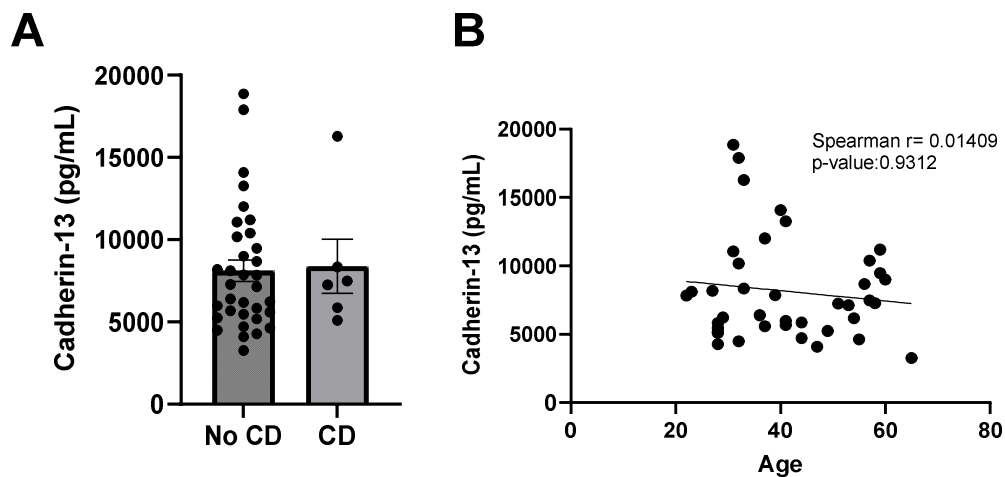 A
B
Cadherin-13 (pg/mL)
20000
15000
10000
5000
0
No CD
CD
Cadherin-13 (pg/mL)
20000
15000
10000
5000
0
Spearman r= 0.01409
p-value:0.9312
0
20
40
60
80
Age